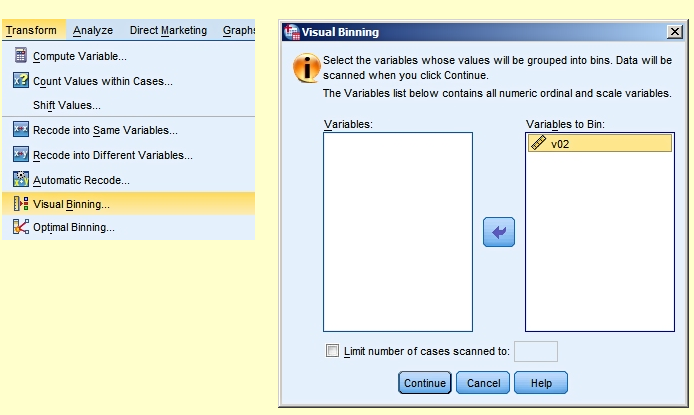 Transform Analyze Direct Marketing Graphs
Compute Variable...
Count Values within Cases...
Shift Values...
Recode into Same Variables...
Recode into Different Variables...
Automatic Recode...
Visual Binning...
Optimal Binning...
Visual Binning
Select the variables whose values will be grouped into bins. Data will be
scanned when you click Continue.
The Variables list below contains all numeric ordinal and scale variables.
Variables:
Variables to Bin:
v02
Limit number of cases scanned to:
Continue Cancel Help